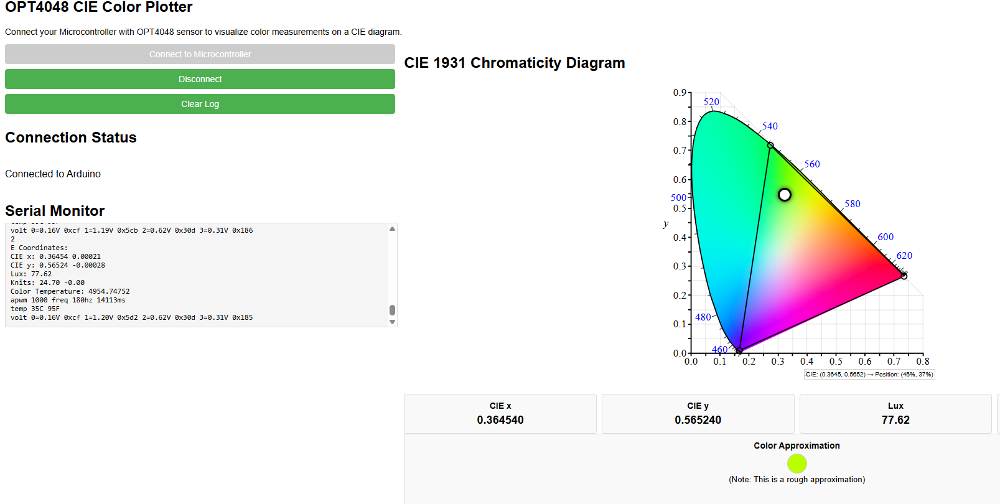 OPT4048 CIE Color Plotter
Connect your Microcontroller with OPT4048 sensor to visualize color measurements on a CIE diagram.
Connect to Microcontroller
Disconnect
Clear Log
Connection Status
Connected to Arduino
Serial Monitor
volt 0=0.16V 0xcf 1=1.19V 0x5cb 2=0.62V 0x30d 3=0.31V 0x186
2
E Coordinates:
CIE x: 0.36454 0.00021
CIE y: 0.56524 -0.00028
Lux: 77.62
Knits: 24.70 -0.00
Color Temperature: 4954.74752
apwm 1000 freq 180hz 14113ms
temp 35C 95F
volt 0=0.16V 0xcf 1=1.20V 0x5d2 2=0.62V 0x30d 3=0.31V 0x185
CIE 1931 Chromaticity Diagram
0.9
520
0.8
540
0.7
560
0.6
500
580
0.5
y
0.4
600
620
0.3
0.2
480
0.1
460
0.0
0.0 0.1 0.2 0.3 0.4 0.5 0.6 0.7 0.8
CIE: (0.3645, 0.5652) → Position: (46%, 37%)
CIE x
0.364540
CIE y
0.565240
Lux
77.62
Color Approximation
(Note: This is a rough approximation)